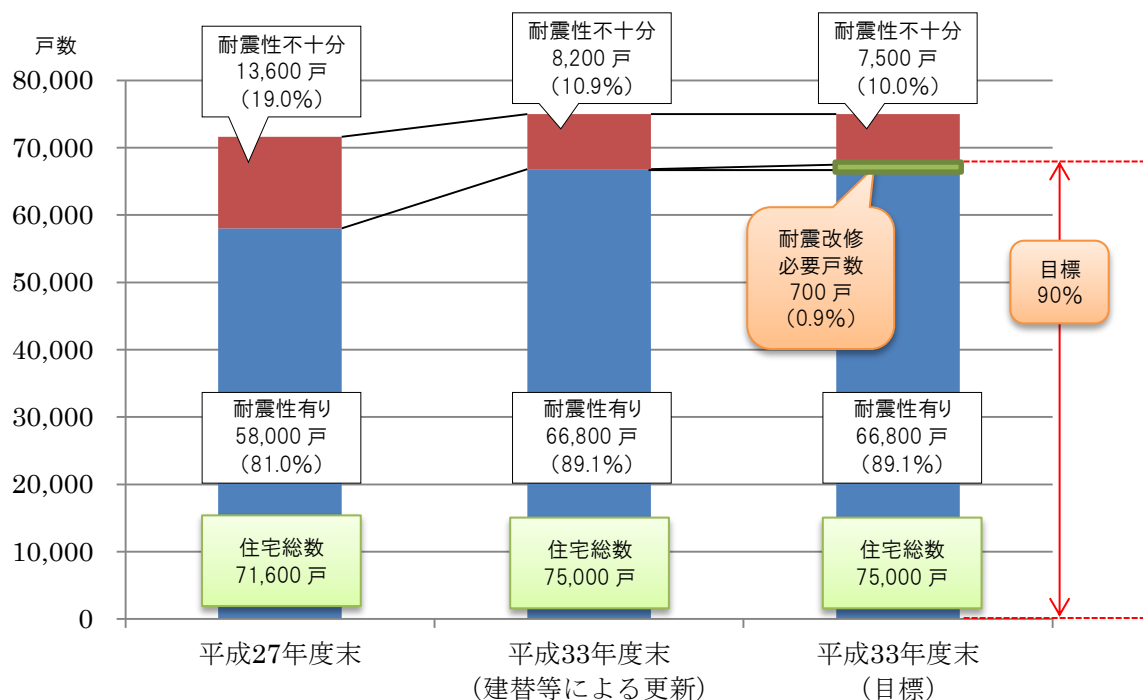 戸数
80,000
70,000
60,000
50,000
40,000
30,000
20,000
10,000
0
耐震性不十分
13,600 戸
(19.0%)
耐震性不十分
8,200 戸
(10.9%)
耐震性不十分
7,500 戸
(10.0%)
耐震改修
必要戸数
700 戸
(0.9%)
目標
90%
耐震性有り
58,000 戸
(81.0%)
耐震性有り
66,800 戸
(89.1%)
耐震性有り
66,800 戸
(89.1%)
住宅総数
71,600 戸
住宅総数
75,000 戸
住宅総数
75,000 戸
平成27年度末
平成33年度末
(建替等による更新)
平成33年度末
(目標)